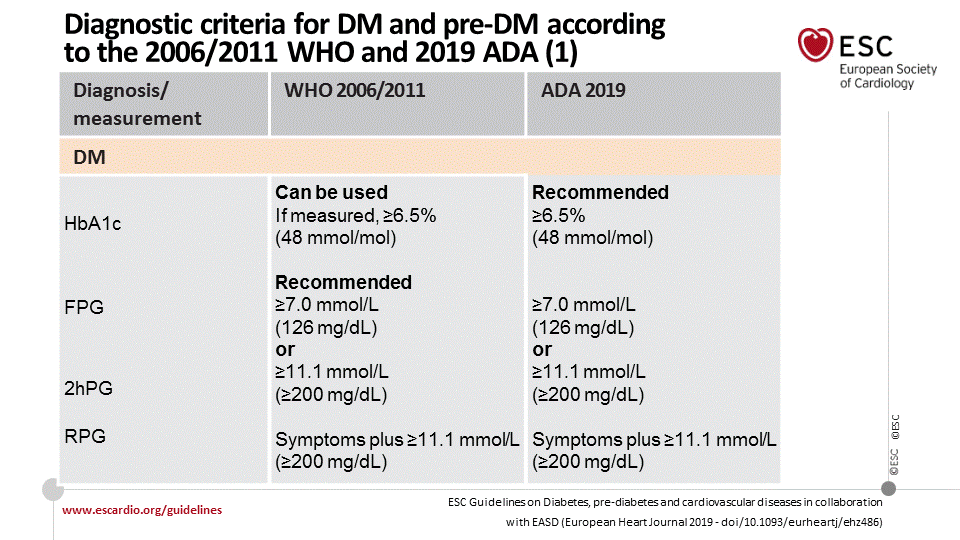 Diagnostic criteria for DM and pre-DM according
to the 2006/2011 WHO and 2019 ADA (1)
ESC
European Society
of Cardiology
Diagnosis/
measurement
WHO 2006/2011
ADA 2019
DM
HbA1c
Can be used
If measured, ≥6.5%
(48 mmol/mol)
Recommended
≥6.5%
(48 mmol/mol)
FPG
Recommended
≥7.0 mmol/L
(126 mg/dL)
or
≥7.0 mmol/L
(126 mg/dL)
or
2hPG
≥11.1 mmol/L
(≥200 mg/dL)
≥11.1 mmol/L
(≥200 mg/dL)
RPG
Symptoms plus ≥11.1 mmol/L
(≥200 mg/dL)
Symptoms plus ≥11.1 mmol/L
(≥200 mg/dL)
©ESC ©ESC
www.escardio.org/guidelines
ESC Guidelines on Diabetes, pre-diabetes and cardiovascular diseases in collaboration
with EASD (European Heart Journal 2019 - doi/10.1093/eurheartj/ehz486)